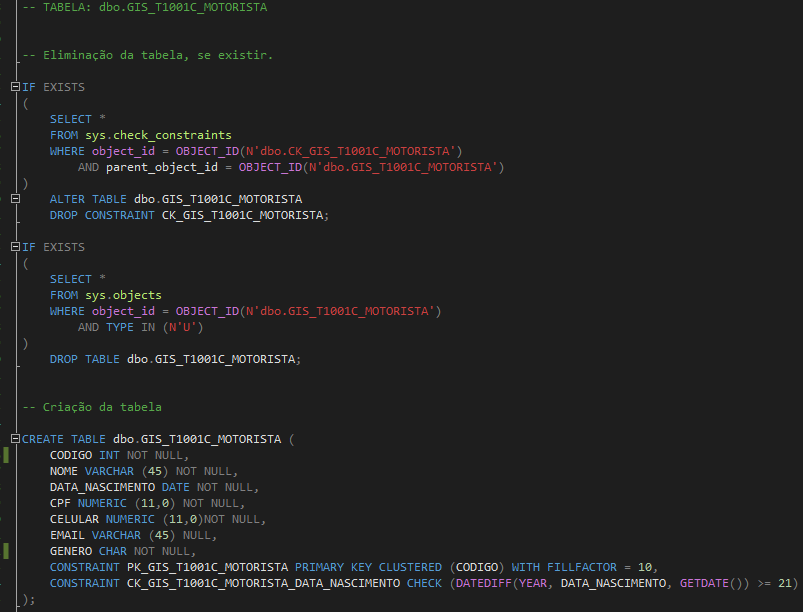 -- TABELA: dbo.GIS_T1001C_MOTORISTA
-- Eliminação da tabela, se existir.
IF EXISTS
(
SELECT *
FROM sys.check_constraints
WHERE object_id = OBJECT_ID(N'dbo.CK_GIS_T1001C_MOTORISTA')
AND parent_object_id = OBJECT_ID(N'dbo.GIS_T1001C_MOTORISTA')
)
ALTER TABLE dbo.GIS_T1001C_MOTORISTA
DROP CONSTRAINT CK_GIS_T1001C_MOTORISTA;
IF EXISTS
(
SELECT *
FROM sys.objects
WHERE object_id = OBJECT_ID(N'dbo.GIS_T1001C_MOTORISTA')
AND TYPE IN (N'U')
)
DROP TABLE dbo.GIS_T1001C_MOTORISTA;
-- Criação da tabela
CREATE TABLE dbo.GIS_T1001C_MOTORISTA (
CODIGO INT NOT NULL,
NOME VARCHAR (45) NOT NULL,
DATA_NASCIMENTO DATE NOT NULL,
CPF NUMERIC (11,0) NOT NULL,
CELULAR NUMERIC (11,0)NOT NULL,
EMAIL VARCHAR (45) NULL,
GENERO CHAR NOT NULL,
CONSTRAINT PK_GIS_T1001C_MOTORISTA PRIMARY KEY CLUSTERED (CODIGO) WITH FILLFACTOR = 10,
CONSTRAINT CK_GIS_T1001C_MOTORISTA_DATA_NASCIMENTO CHECK (DATEDIFF(YEAR, DATA_NASCIMENTO, GETDATE()) >= 21)
);